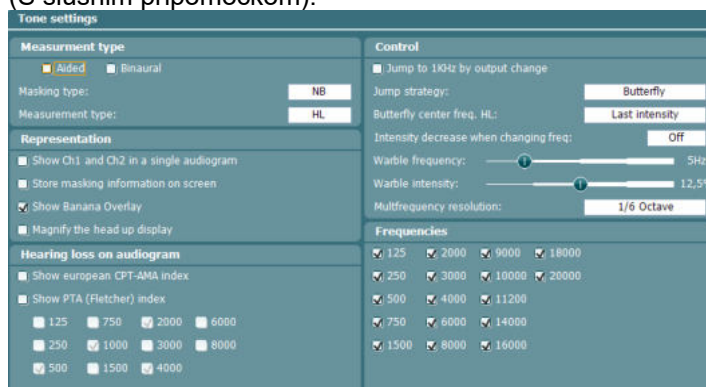 (S slušnim pripomočkom).
Tone settings
Measurment type
Aided Binaural
Masking type: NB
Measurement type: HL
Representation
Show Ch1 and Ch2 in a single audiogram
Store masking information on screen
Show Banana Overlay
Magnify the head up display
Hearing loss on audiogram
Show european CPT-AMA index
Show PTA (Fletcher) index
125 750 2000 6000
250 1000 3000 8000
500 1500 4000
Control
Jump to 1KHz by output change
Jump strategy: Butterfly
Butterfly center freq. HL: Last intensity
Intensity decrease when changing freq: Off
Warble frequency: 5Hz
Warble intensity: 12,5
Multfrequency resolution: 1/6 Octave
Frequencies
125 2000 9000 18000
250 3000 10000 20000
500 4000 11200
750 6000 14000
1500 8000 16000